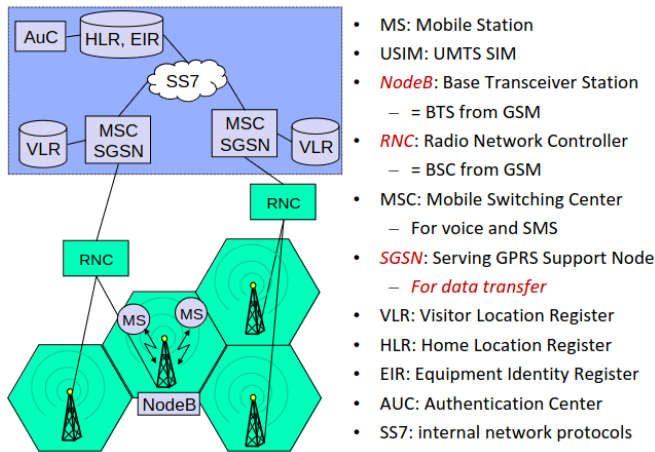 AuC
HLR, EIR
SS7
VLR
MSC
SGSN
MSC
SGSN
VLR
RNC
RNC
MS
MS
NodeB
• MS: Mobile Station
• USIM: UMTS SIM
• NodeB: Base Transceiver Station
– = BTS from GSM
• RNC: Radio Network Controller
– = BSC from GSM
• MSC: Mobile Switching Center
– For voice and SMS
• SGSN: Serving GPRS Support Node
– For data transfer
• VLR: Visitor Location Register
• HLR: Home Location Register
• EIR: Equipment Identity Register
• AUC: Authentication Center
• SS7: internal network protocols